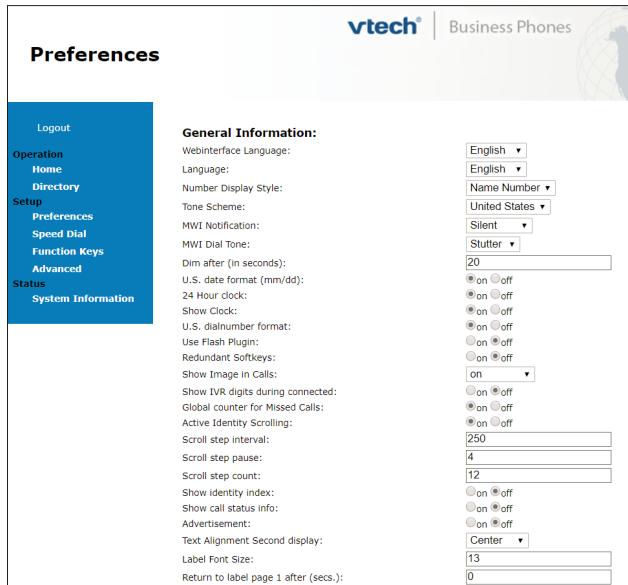 vtech® Business Phones
Preferences
Logout
Operation
Home
Directory
Setup
Preferences
Speed Dial
Function Keys
Advanced
Status
System Information
General Information:
Webinterface Language: English
Language: English
Number Display Style: Name Number
Tone Scheme: United States
MWI Notification: Silent
MWI Dial Tone: Stutter
Dim after (in seconds): 20
U.S. date format (mm/dd): on off
24 Hour clock: on off
Show Clock: on off
U.S. dialnumber format: on off
Use Flash Plugin: on off
Redundant Softkeys: on off
Show Image in Calls: on
Show IVR digits during connected: on off
Global counter for Missed Calls: on off
Active Identity Scrolling: on off
Scroll step interval: 250
Scroll step pause: 4
Scroll step count: 12
Show identity index: on off
Show call status info: on off
Advertisement: on off
Text Alignment Second display: Center
Label Font Size: 13
Return to label page 1 after (secs.): 0